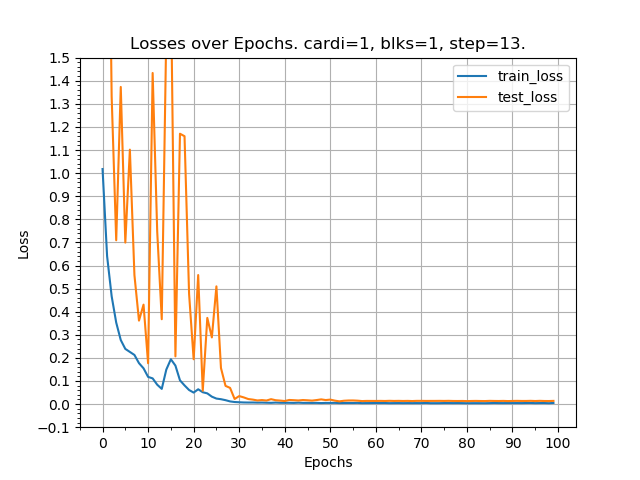 Losses over Epochs. cardi=1, blks=1, step=13.
train_loss
test_loss
1.5
1.4
1.3
1.2
1.1
1.0
0.9
0.8
0.7
0.6
0.5
0.4
0.3
0.2
0.1
0.0
−0.1
Loss
0 10 20 30 40 50 60 70 80 90 100
Epochs